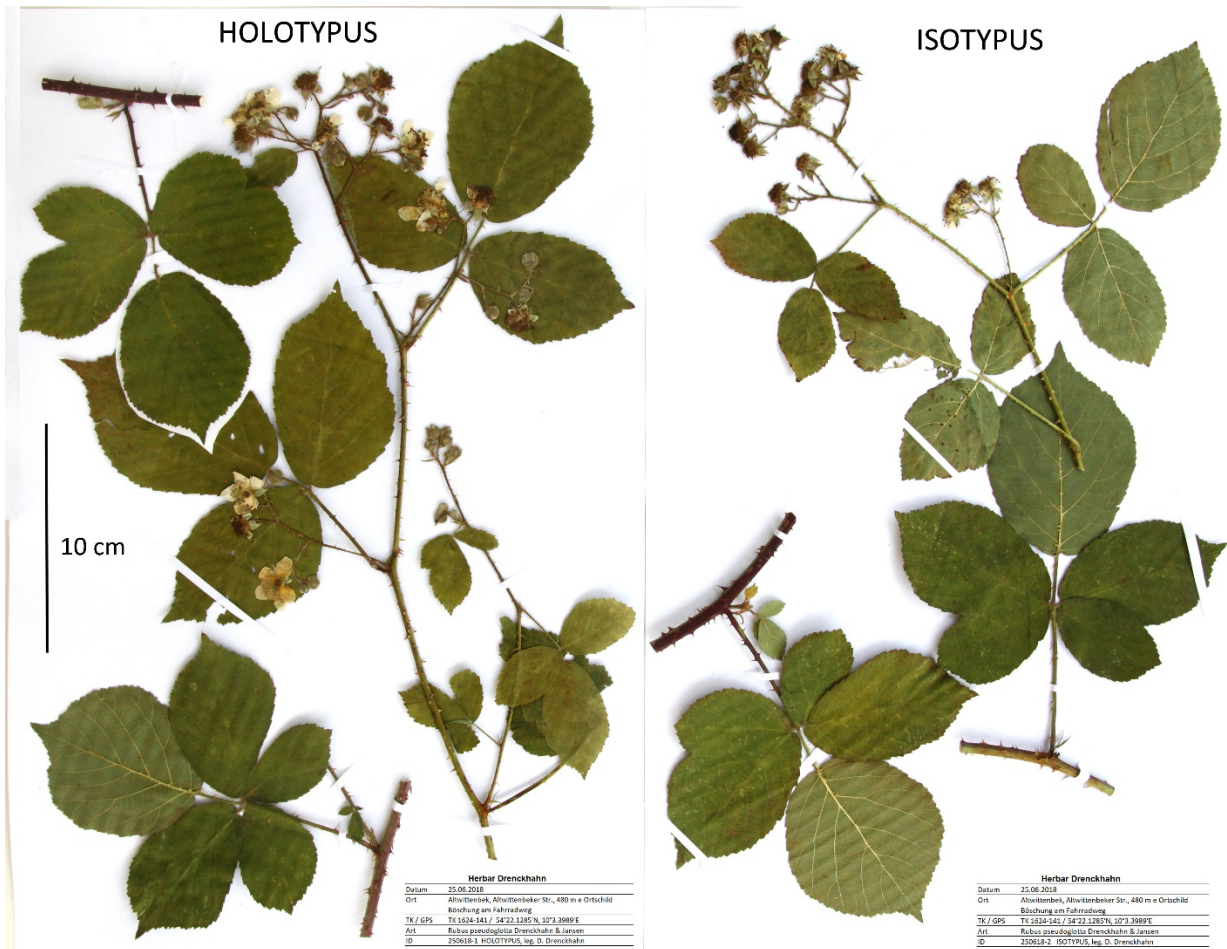 HOLOTYPUS
10 cm
Herbar Drenckhahn
Datum 25.06.2018
Ort Altwittenbek, Altwittenbeker Str., 480 m e Ortschild
Böschung am Fahrradweg
TK / GPS TK 1624-141 / 54°22.1285'N, 10°3.3989'E
Art Rubus pseudoglotta Drenckhahn & Jansen
ID 250618-1 HOLOTYPUS, leg. D. Drenckhahn
ISOTYPUS
Herbar Drenckhahn
Datum 25.06.2018
Ort Altwittenbek, Altwittenbeker Str., 480 m e Ortschild
Böschung am Fahrradweg
TK / GPS TK 1624-141 / 54°22.1285'N, 10°3.3989'E
Art Rubus pseudoglotta Drenckhahn & Jansen
ID 250618-2 ISOTYPUS, leg. D. Drenckhahn